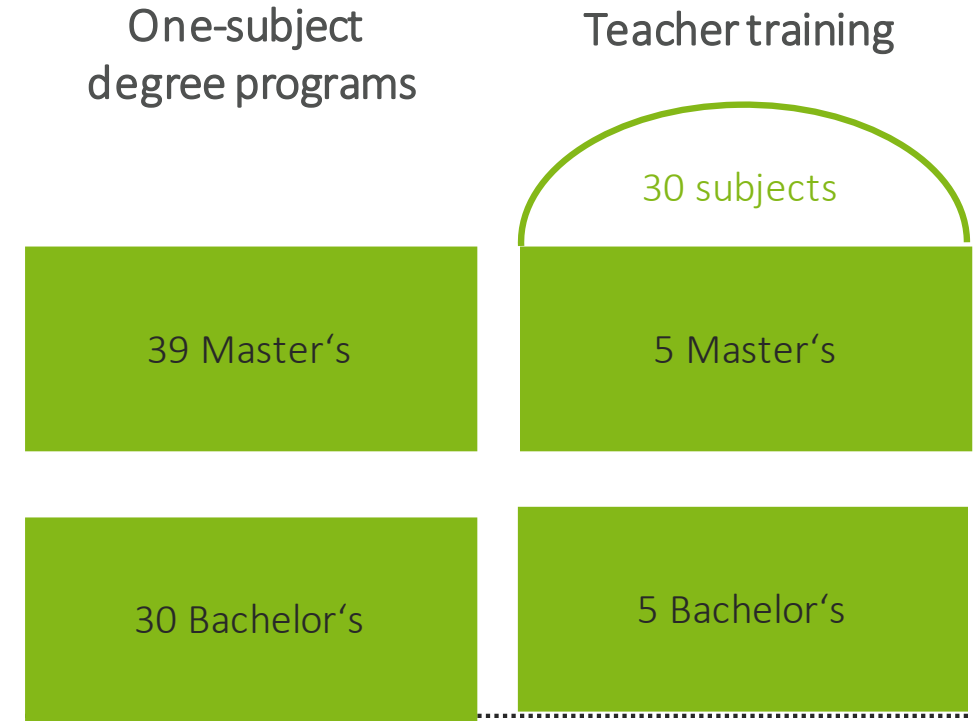 One-subject
degree programs
39 Master‘s
30 Bachelor‘s
Teacher training
30 subjects
5 Master‘s
5 Bachelor‘s